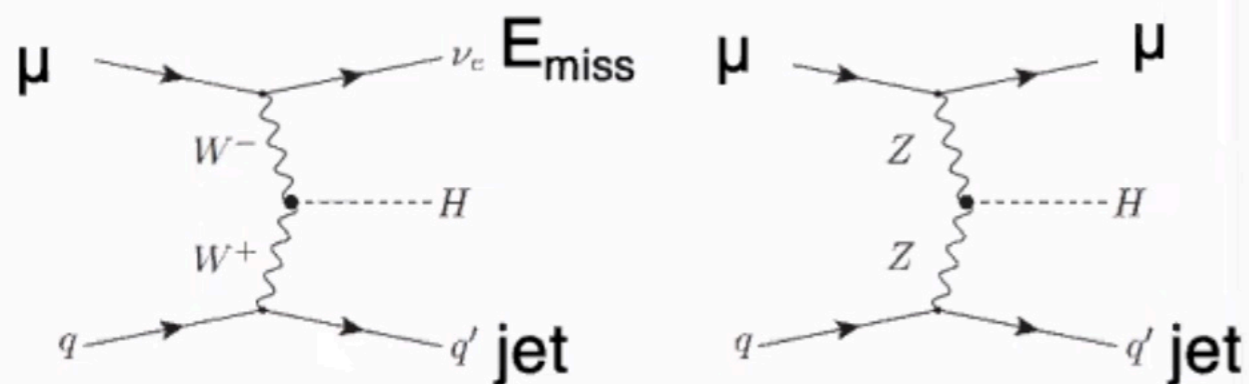 μ ν_e E_miss
W⁻
H
W⁺
q q′ jet
μ μ
Z
H
Z
q q′ jet